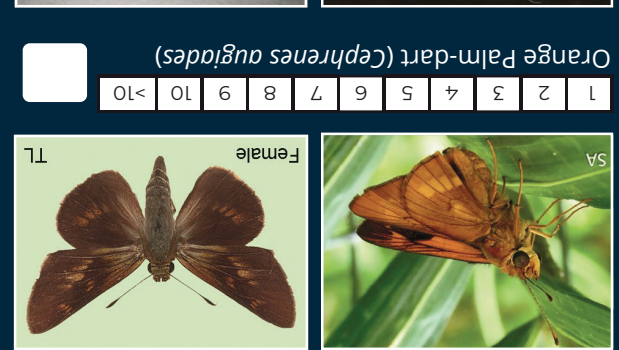 SA
Female TL
1 2 3 4 5 6 7 8 9 10 >10
Orange Palm-dart (Cephrenes augiades)